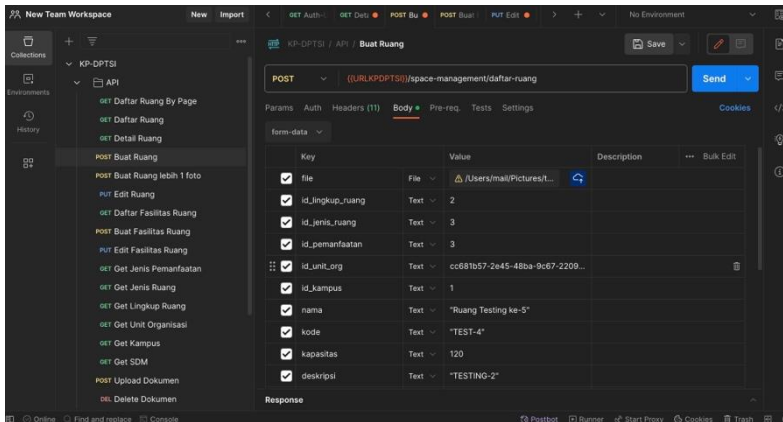 New Team Workspace New Import
GET Auth- GET Deta POST Bu POST Buat PUT Edit No Environment
Collections
Environments
History
KP-DPTSI
API
GET Daftar Ruang By Page
GET Daftar Ruang
GET Detail Ruang
POST Buat Ruang
POST Buat Ruang lebih 1 foto
PUT Edit Ruang
GET Daftar Fasilitas Ruang
POST Buat Fasilitas Ruang
PUT Edit Fasilitas Ruang
GET Get Jenis Pemanfaatan
GET Get Jenis Ruang
GET Get Lingkup Ruang
GET Get Unit Organisasi
GET Get Kampus
GET Get SDM
POST Upload Dokumen
DEL Delete Dokumen
HTTP KP-DPTSI / API / Buat Ruang Save
POST {{URLKPDPTSI}}/space-management/daftar-ruang Send
Params Auth Headers (11) Body Pre-req. Tests Settings Cookies
form-data
Key Value Description Bulk Edit
file File /Users/mail/Pictures/t...
id_lingkup_ruang Text 2
id_jenis_ruang Text 3
id_pemanfaatan Text 3
id_unit_org Text cc681b57-2e45-48ba-9c67-2209...
id_kampus Text 1
nama Text "Ruang Testing ke-5"
kode Text "TEST-4"
kapasitas Text 120
deskripsi Text "TESTING-2"
Response
Online Find and replace Console Postbot Runner Start Proxy Cookies Trash